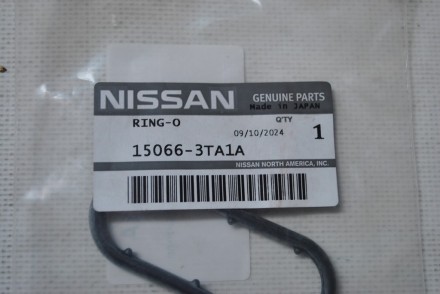 NISSAN GENUINE PARTS
Made in JAPAN
RING-O Q'TY
09/10/2024 1
15066-3TA1A
NISSAN NORTH AMERICA, INC.